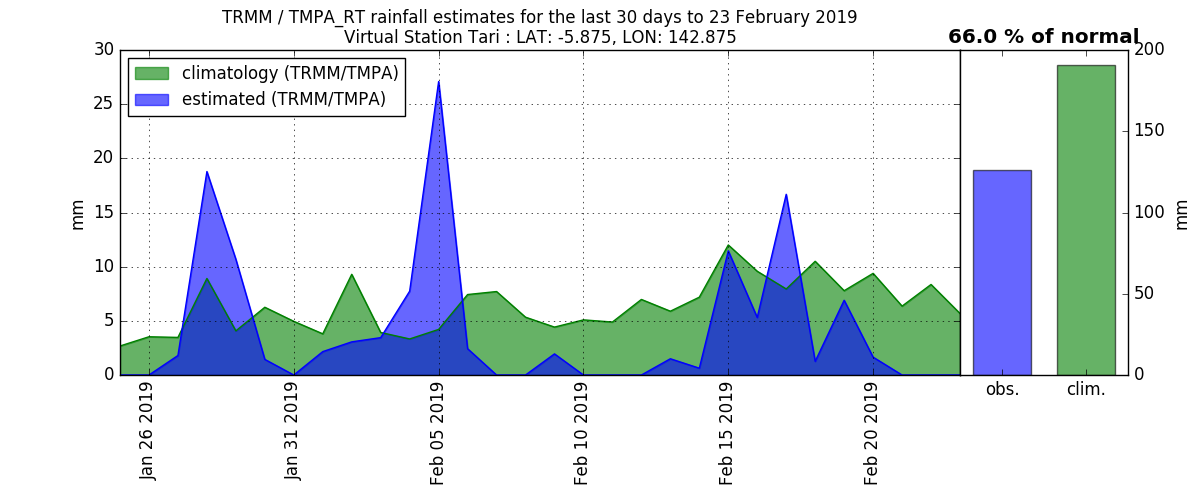 TRMM / TMPA_RT rainfall estimates for the last 30 days to 23 February 2019
Virtual Station Tari : LAT: -5.875, LON: 142.875
66.0 % of normal
climatology (TRMM/TMPA)
estimated (TRMM/TMPA)
30
25
20
15
10
5
0
mm
Jan 26 2019
Jan 31 2019
Feb 05 2019
Feb 10 2019
Feb 15 2019
Feb 20 2019
200
150
100
50
0
mm
obs.
clim.